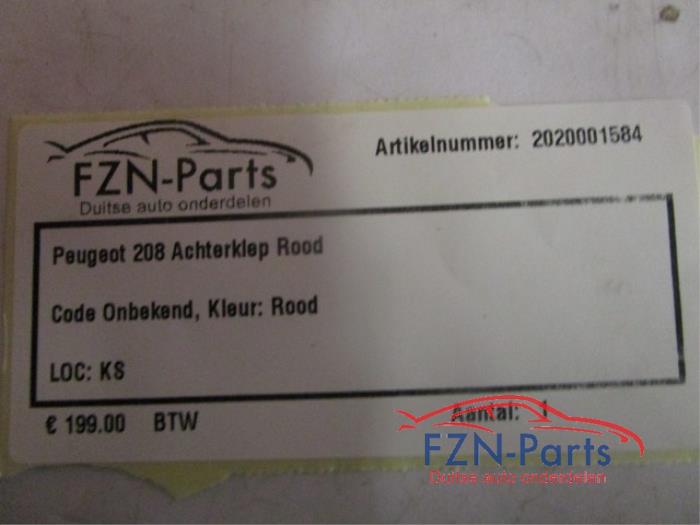 FZN-Parts
Duitse auto onderdelen
Artikelnummer: 2020001584
Peugeot 208 Achterklep Rood
Code Onbekend, Kleur: Rood
LOC: KS
€ 199.00 BTW
Aantal: 1
FZN-Parts
Duitse auto onderdelen